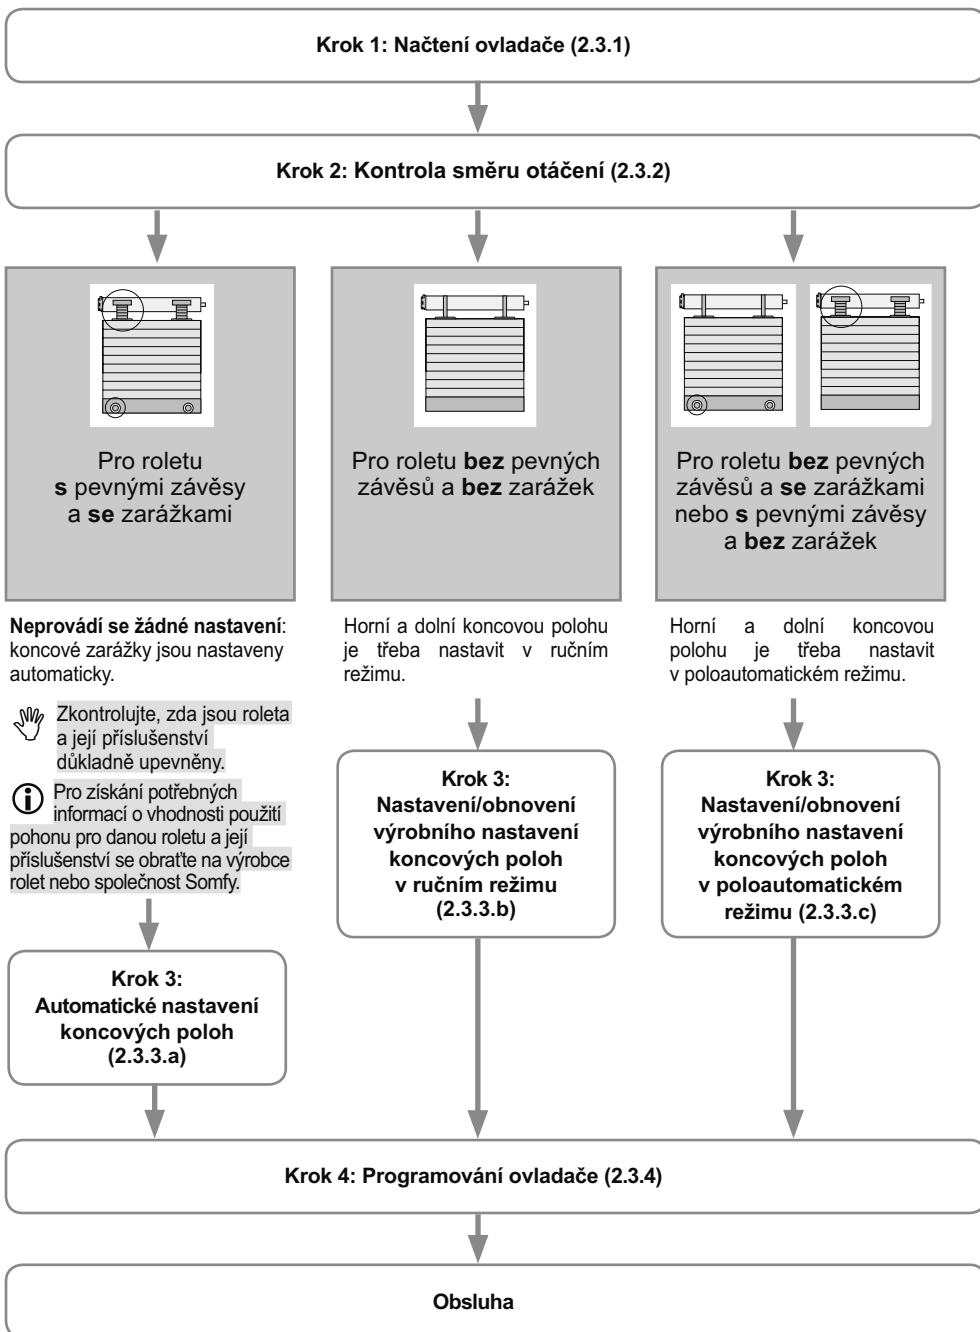 Krok 1: Načtení ovladače (2.3.1)
Krok 2: Kontrola směru otáčení (2.3.2)
Pro roletu
s pevnými závěsy
a se zarážkami
Pro roletu bez pevných
závěsů a bez zarážek
Pro roletu bez pevných
závěsů a se zarážkami
nebo s pevnými závěsy
a bez zarážek
Neprovádí se žádné nastavení:
koncové zarážky jsou nastaveny
automaticky.
Zkontrolujte, zda jsou roleta
a její příslušenství
důkladně upevněny.
Pro získání potřebných
informací o vhodnosti použití
pohonu pro danou roletu a její
příslušenství se obraťte na výrobce
rolet nebo společnost Somfy.
Krok 3:
Automatické nastavení
koncových poloh
(2.3.3.a)
Horní a dolní koncovou polohu
je třeba nastavit v ručním
režimu.
Krok 3:
Nastavení/obnovení
výrobního nastavení
koncových poloh
v ručním režimu
(2.3.3.b)
Horní a dolní koncovou
polohu je třeba nastavit
v poloautomatickém režimu.
Krok 3:
Nastavení/obnovení
výrobního nastavení
koncových poloh
v poloautomatickém
režimu (2.3.3.c)
Krok 4: Programování ovladače (2.3.4)
Obsluha